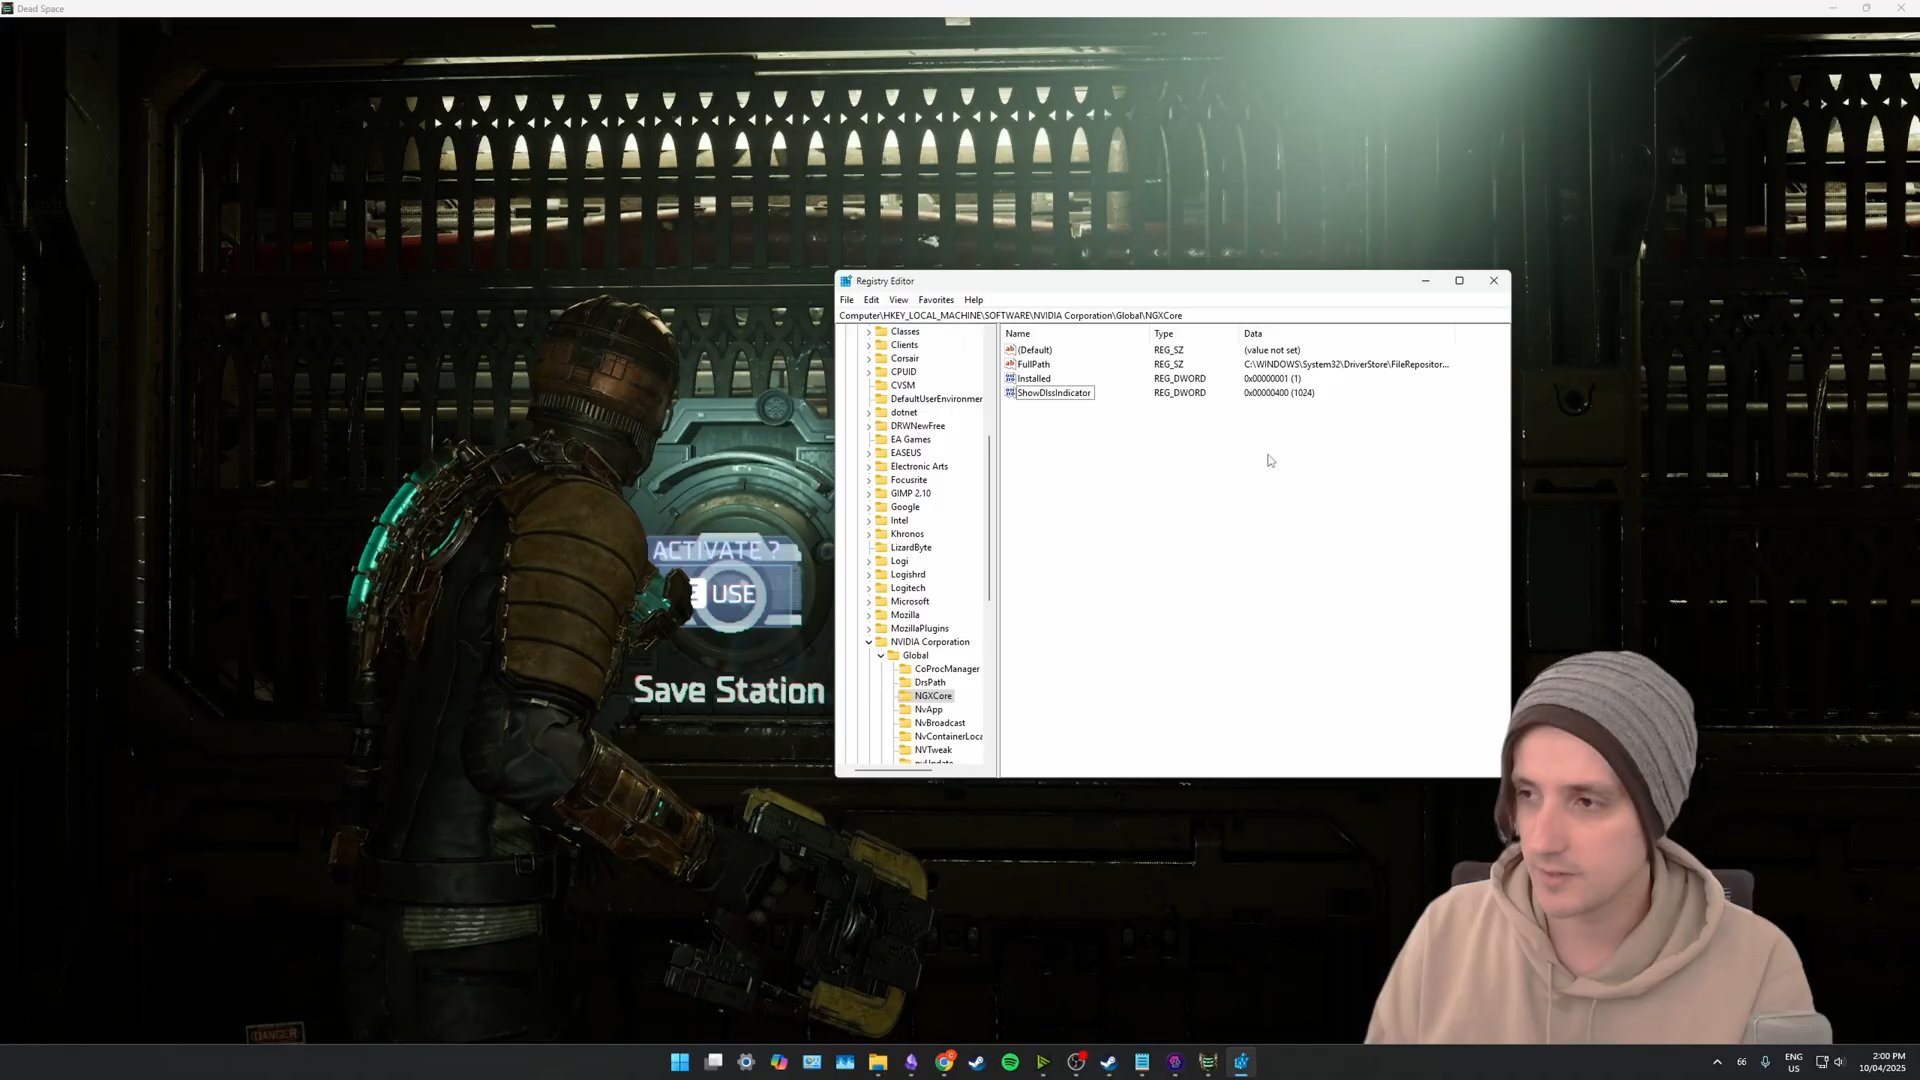 Dead Space
Registry Editor
File Edit View Favorites Help
Computer\HKEY_LOCAL_MACHINE\SOFTWARE\NVIDIA Corporation\Global\NGXCore
Classes
Clients
Corsair
CPUID
CVSM
DefaultUserEnvironmer
dotnet
DRWNewFree
EA Games
EASEUS
Electronic Arts
Focusrite
GIMP 2.10
Google
Intel
Khronos
LizardByte
Logi
Logishrd
Logitech
Microsoft
Mozilla
MozillaPlugins
NVIDIA Corporation
Global
CoProcManager
DrsPath
NGXCore
NvApp
NvBroadcast
NvContainerLoca
NVTweak
nvUpdate
Name Type Data
ab (Default) REG_SZ (value not set)
ab FullPath REG_SZ C:\WINDOWS\System32\DriverStore\FileRepositor...
Installed REG_DWORD 0x00000001 (1)
ShowDlssIndicator REG_DWORD 0x00000400 (1024)
ACTIVATE ?
E USE
Save Station
DANGER
66
ENG
US
2:00 PM
10/04/2025